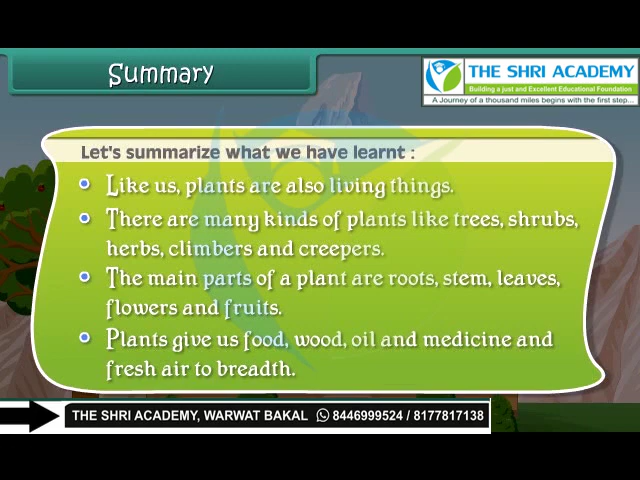 Summary
THE SHRI ACADEMY
Building a just and Excellent Educational Foundation
A Journey of a thousand miles begins with the first step...
Let's summarize what we have learnt :
Like us, plants are also living things.
There are many kinds of plants like trees, shrubs,
herbs, climbers and creepers.
The main parts of a plant are roots, stem, leaves,
flowers and fruits.
Plants give us food, wood, oil and medicine and
fresh air to breadth.
THE SHRI ACADEMY, WARWAT BAKAL 8446999524 / 8177817138